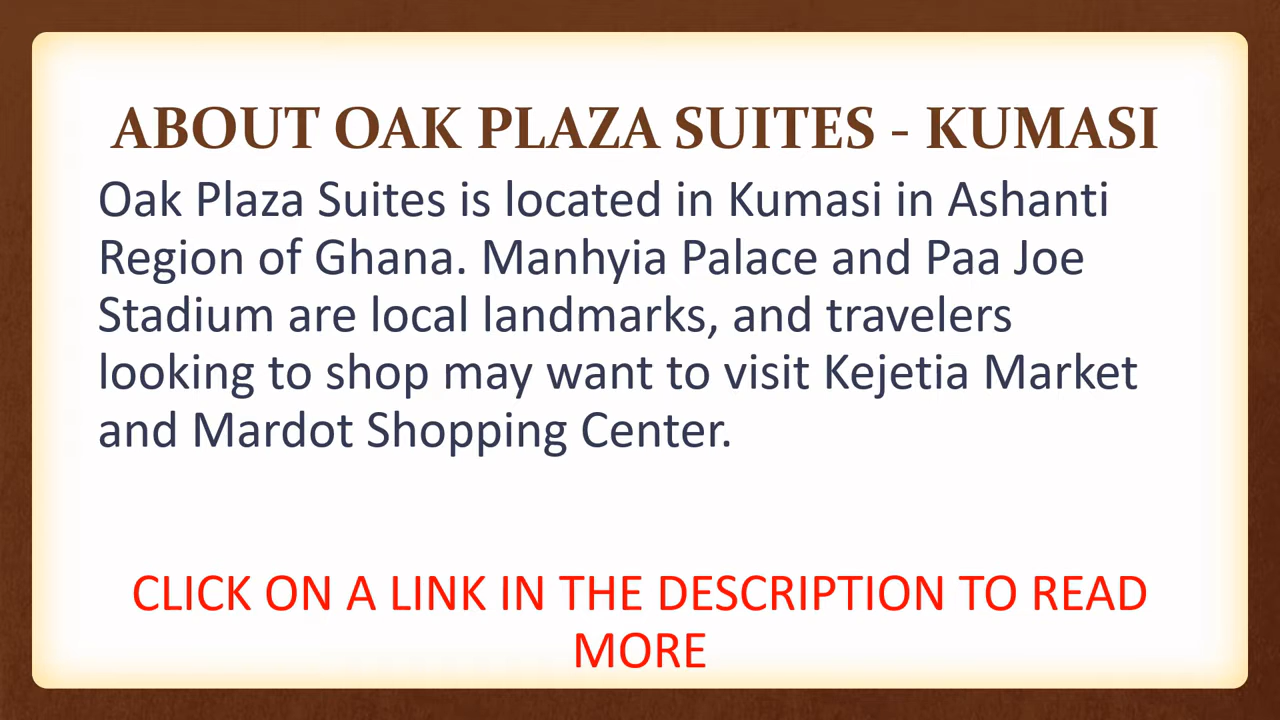 ABOUT OAK PLAZA SUITES - KUMASI
Oak Plaza Suites is located in Kumasi in Ashanti
Region of Ghana. Manhyia Palace and Paa Joe
Stadium are local landmarks, and travelers
looking to shop may want to visit Kejetia Market
and Mardot Shopping Center.
CLICK ON A LINK IN THE DESCRIPTION TO READ
MORE